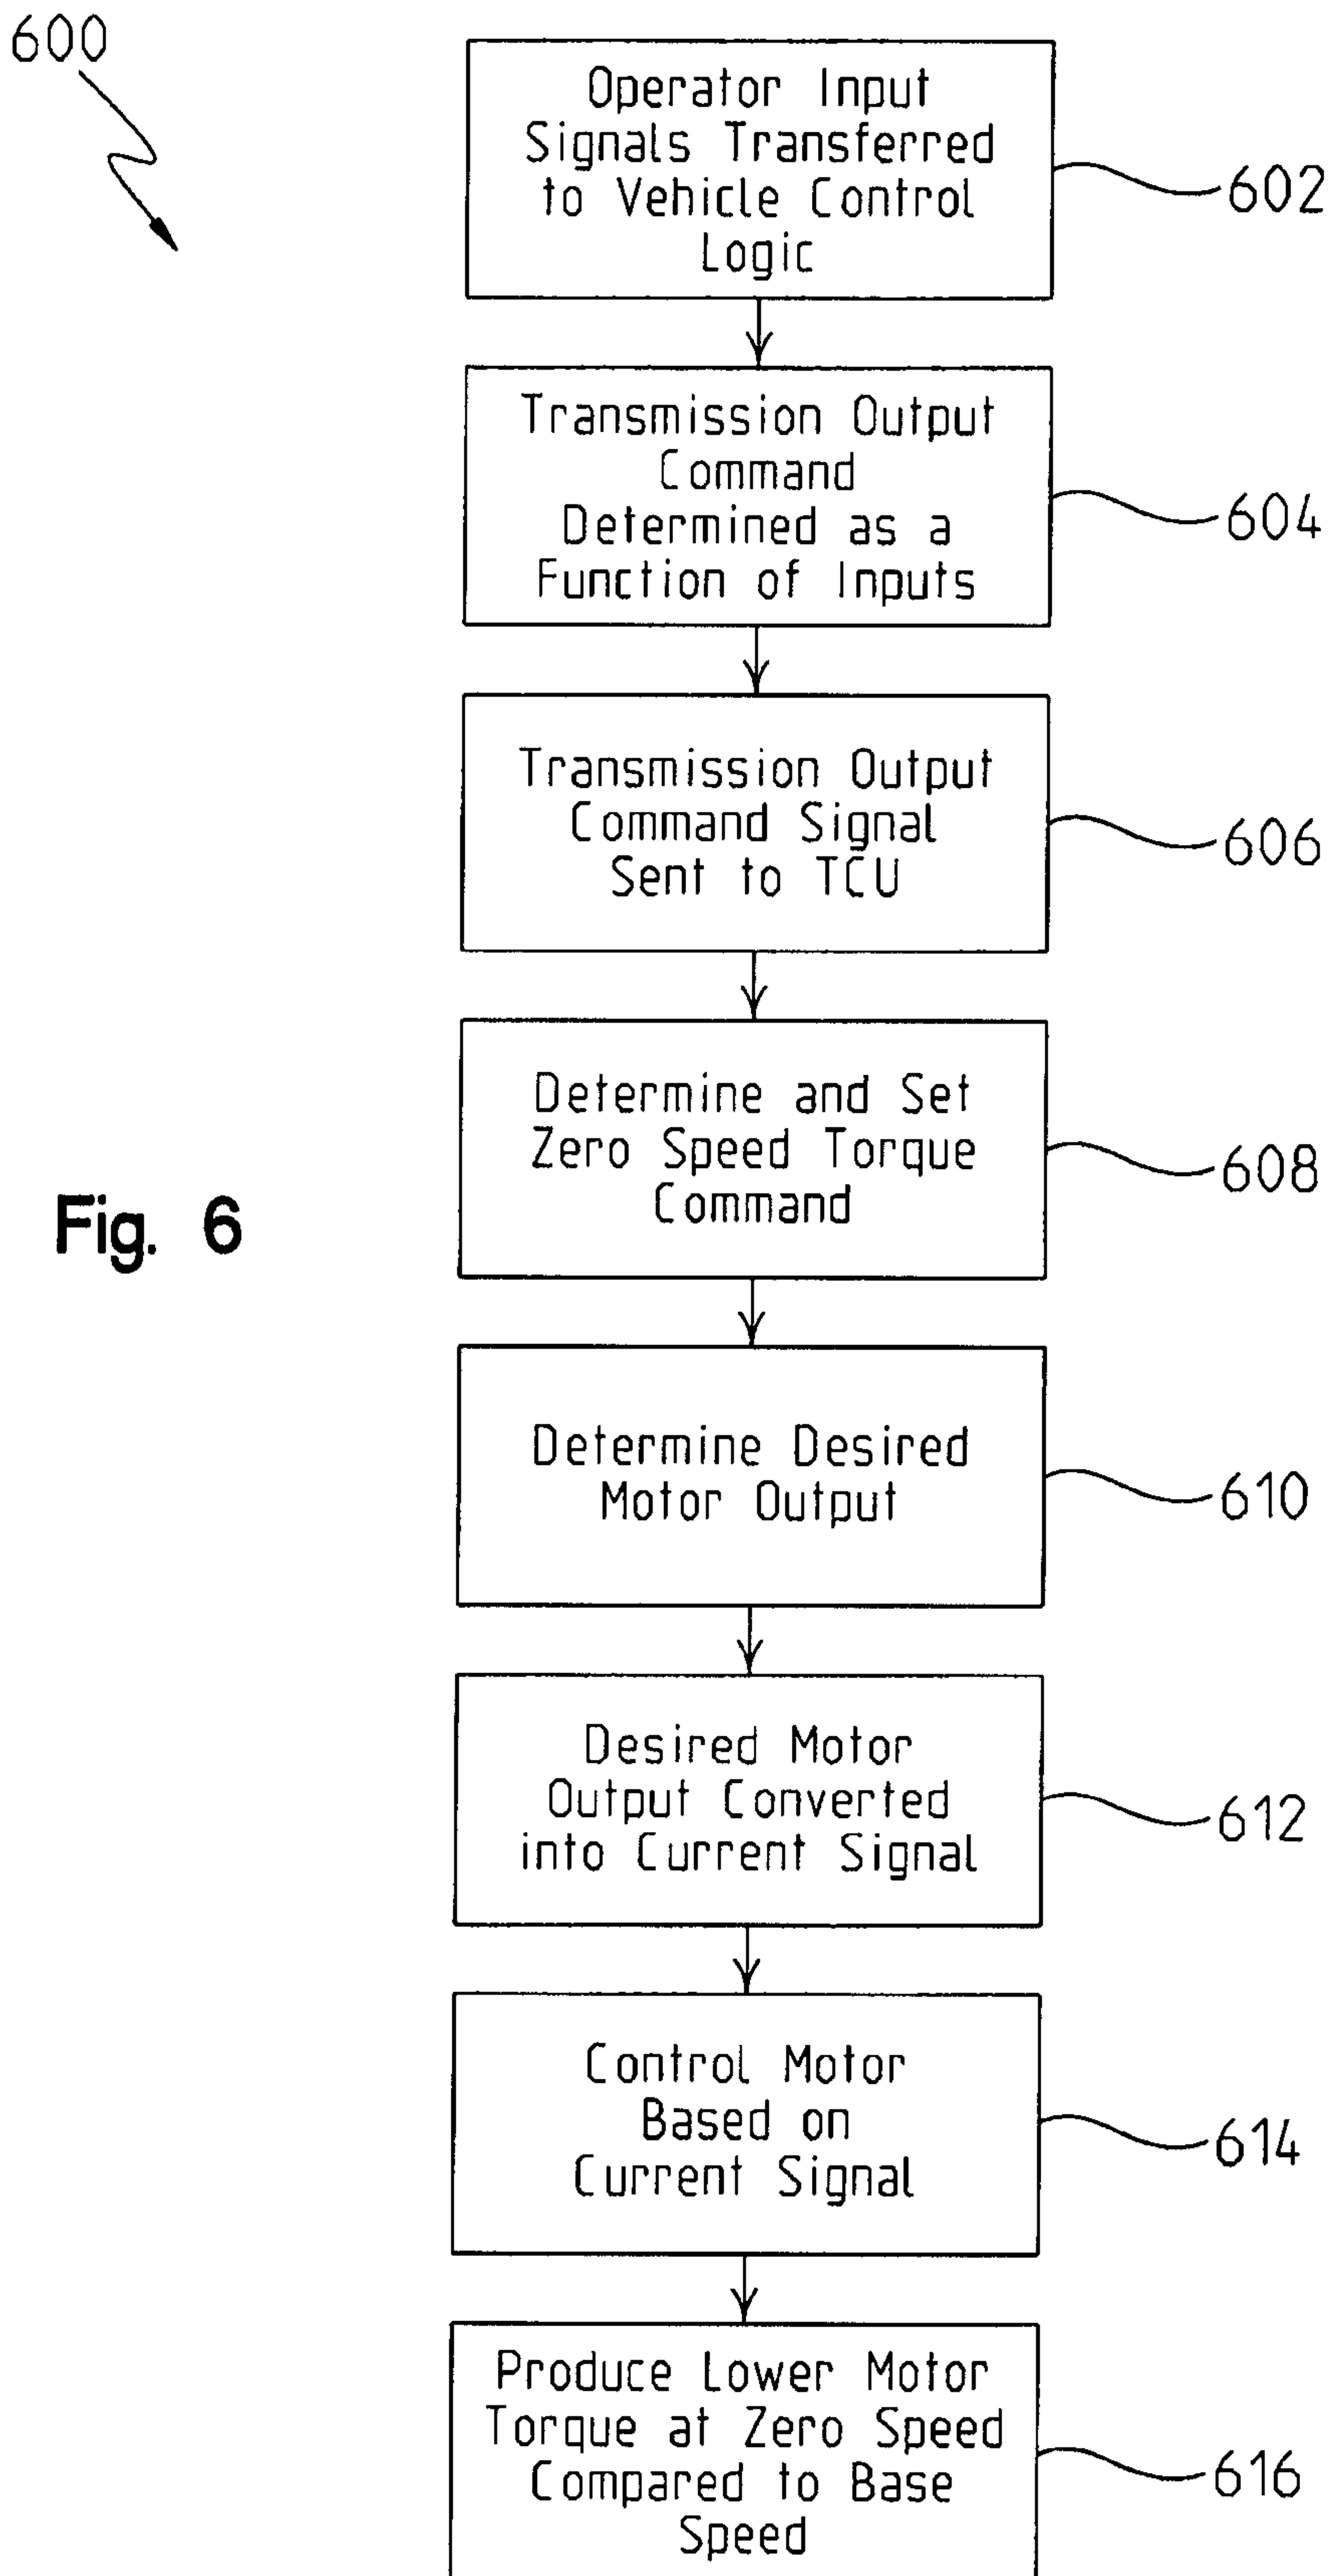 600
Operator Input
Signals Transferred
to Vehicle Control
Logic
602
Transmission Output
Command
Determined as a
Function of Inputs
604
Transmission Output
Command Signal
Sent to TCU
606
Determine and Set
Zero Speed Torque
Command
608
Fig. 6
Determine Desired
Motor Output
610
Desired Motor
Output Converted
into Current Signal
612
Control Motor
Based on
Current Signal
614
Produce Lower Motor
Torque at Zero Speed
Compared to Base
Speed
616